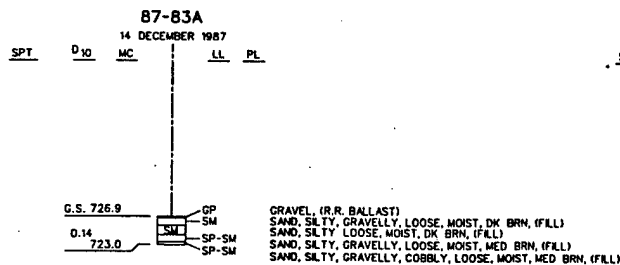 87-83A
14 DECEMBER 1987
SPT D10 MC LL PL
G.S. 726.9
0.14
723.0
GP
SM
SM
SP-SM
SP-SM
GRAVEL, (R.R. BALLAST)
SAND, SILTY, GRAVELLY, LOOSE, MOIST, DK BRN, (FILL)
SAND, SILTY LOOSE, MOIST, DK BRN, (FILL)
SAND, SILTY, GRAVELLY, LOOSE, MOIST, MED BRN, (FILL)
SAND, SILTY, GRAVELLY, COBBLY, LOOSE, MOIST, MED BRN, (FILL)